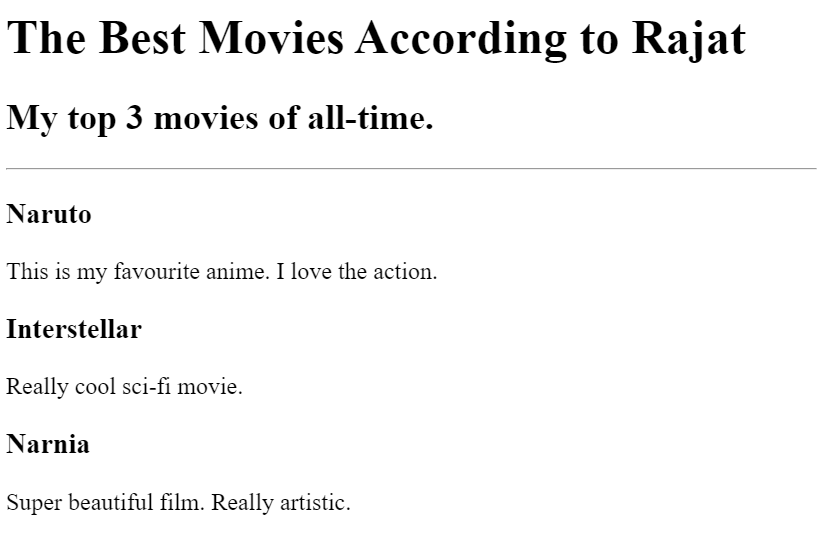 The Best Movies According to Rajat
My top 3 movies of all-time.
Naruto
This is my favourite anime. I love the action.
Interstellar
Really cool sci-fi movie.
Narnia
Super beautiful film. Really artistic.